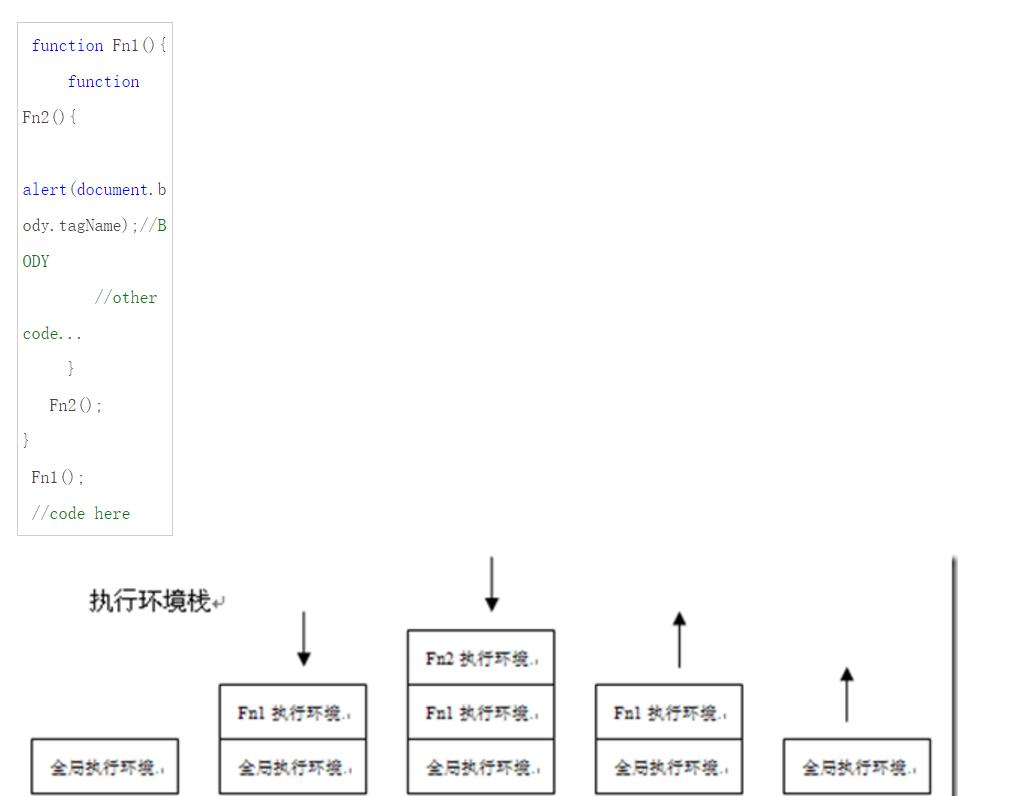 function Fn1(){
function
Fn2(){
alert(document.b
ody.tagName);//B
ODY
//other
code...
}
Fn2();
}
Fn1();
//code here
执行环境栈↵
Fn2 执行环境.
Fn1 执行环境. Fn1 执行环境. Fn1 执行环境.
全局执行环境. 全局执行环境. 全局执行环境. 全局执行环境. 全局执行环境.